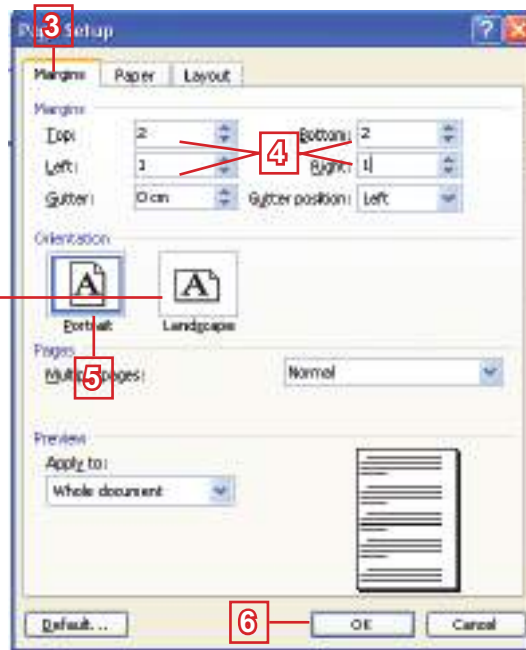 Page Setup
3
Margins Paper Layout
Margins
Top: 2 Bottom: 2
4
Left: 1 Right: 1
Gutter: 0 cm Gutter position: Left
Orientation
A A
Portrait Landscape
5
Pages
Multiple pages: Normal
Preview
Apply to:
Whole document
6
Default... OK Cancel